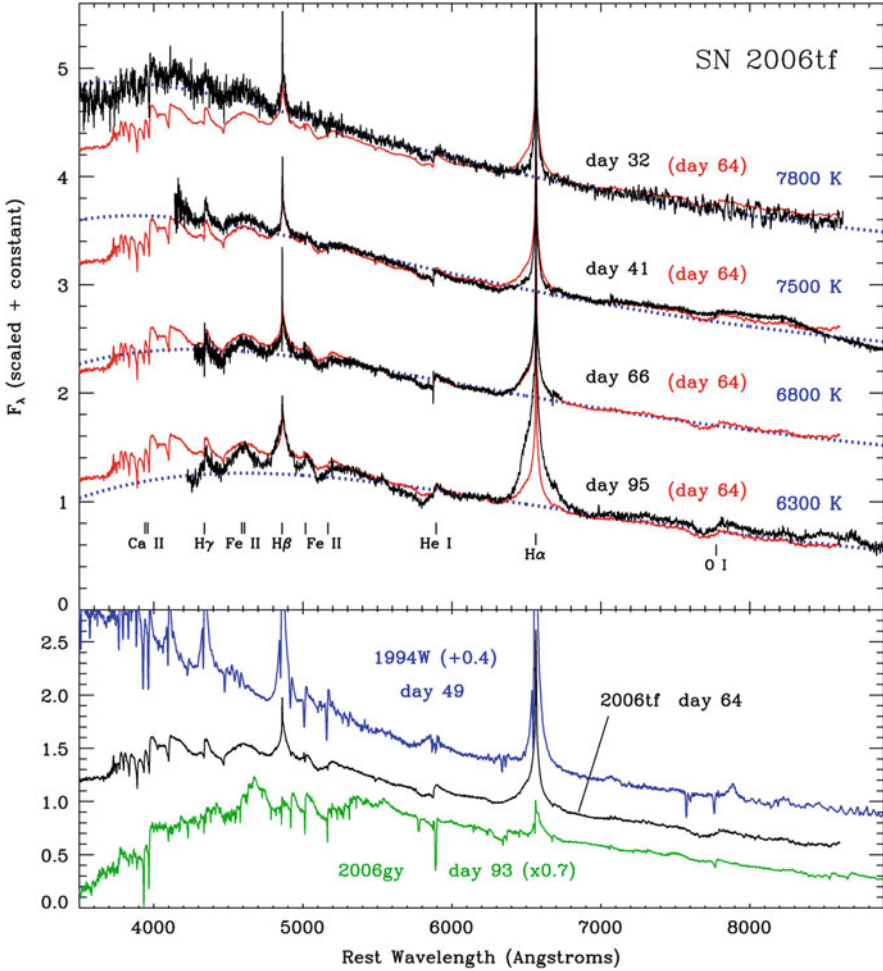 SN 2006tf
F_λ (scaled + constant)
5
4
3
2
1
0
day 32 (day 64)
7800 K
day 41 (day 64)
7500 K
day 66 (day 64)
6800 K
day 95 (day 64)
6300 K
Ca II Hγ Fe II Hβ Fe II He I Hα O I
2.5
2.0
1.5
1.0
0.5
0.0
1994W (+0.4)
day 49
2006tf day 64
2006gy day 93 (x0.7)
4000 5000 6000 7000 8000
Rest Wavelength (Angstroms)